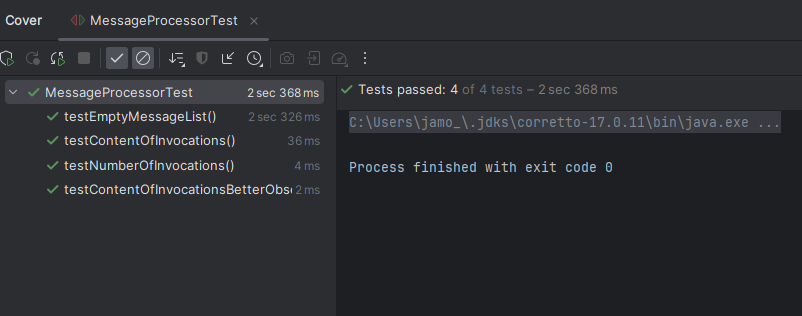 Cover MessageProcessorTest
MessageProcessorTest 2 sec 368 ms
testEmptyMessageList() 2 sec 326 ms
testContentOfInvocations() 36 ms
testNumberOfInvocations() 4 ms
testContentOfInvocationsBetterObse 2 ms
Tests passed: 4 of 4 tests – 2 sec 368 ms
C:\Users\jamo_\.jdks\corretto-17.0.11\bin\java.exe ...
Process finished with exit code 0